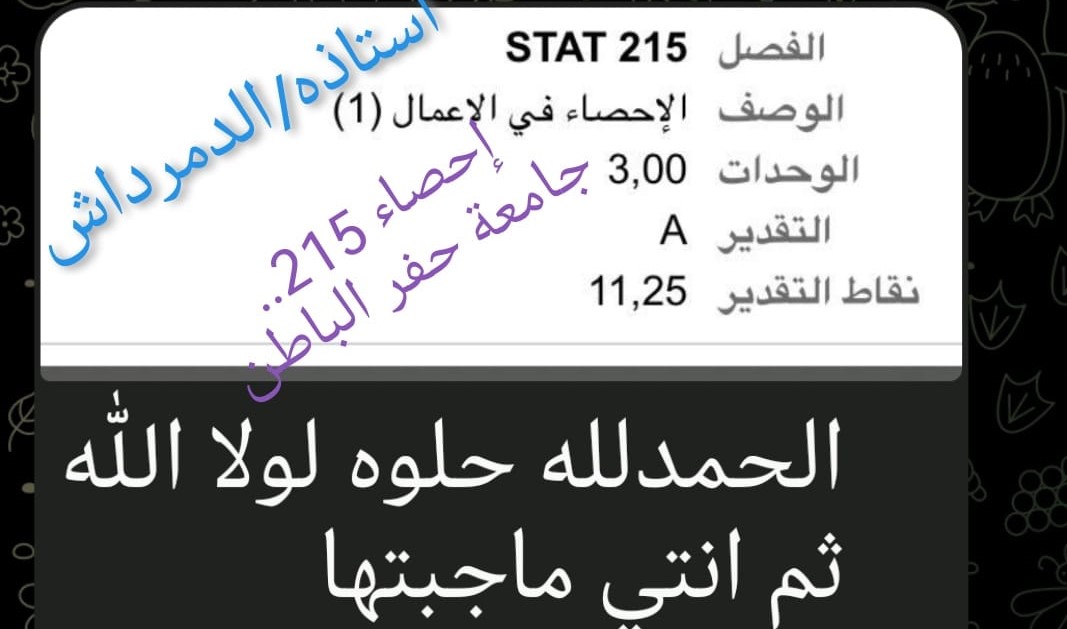 الفصل STAT 215
الوصف الإحصاء في الاعمال (1)
الوحدات 3,00
التقدير A
نقاط التقدير 11,25
استاذه/الدمرداش
إحصاء 215..
جامعة حفر الباطن
الحمدلله حلوه لولا الله
ثم انتي ماجبتها